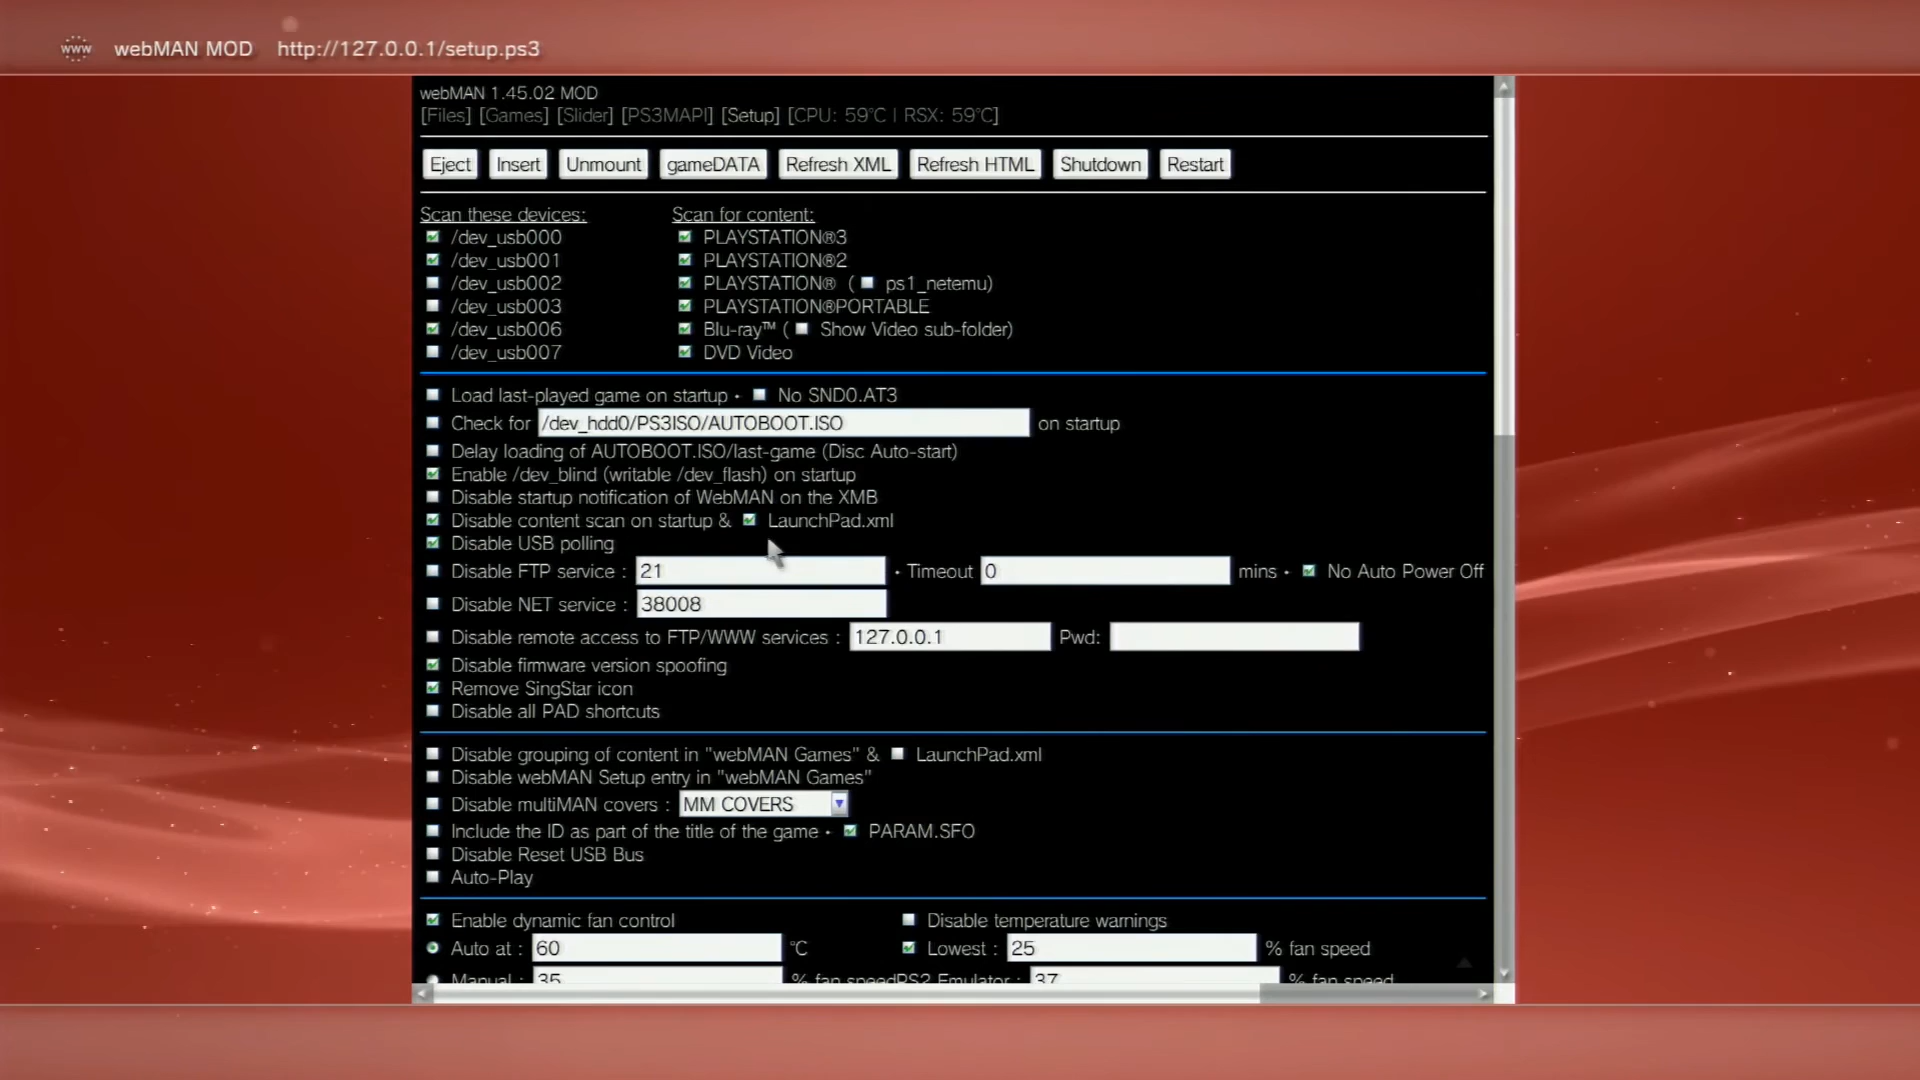 www webMAN MOD http://127.0.0.1/setup.ps3
webMAN 1.45.02 MOD
[Files] [Games] [Slider] [PS3MAPI] [Setup] [CPU: 59°C | RSX: 59°C]
Eject Insert Unmount gameDATA Refresh XML Refresh HTML Shutdown Restart
Scan these devices: Scan for content:
/dev_usb000 PLAYSTATION®3
/dev_usb001 PLAYSTATION®2
/dev_usb002 PLAYSTATION® ( ps1_netemu)
/dev_usb003 PLAYSTATION®PORTABLE
/dev_usb006 Blu-ray™ ( Show Video sub-folder)
/dev_usb007 DVD Video
Load last-played game on startup • No SND0.AT3
Check for /dev_hdd0/PS3ISO/AUTOBOOT.ISO on startup
Delay loading of AUTOBOOT.ISO/last-game (Disc Auto-start)
Enable /dev_blind (writable /dev_flash) on startup
Disable startup notification of WebMAN on the XMB
Disable content scan on startup & LaunchPad.xml
Disable USB polling
Disable FTP service : 21 • Timeout 0 mins • No Auto Power Off
Disable NET service : 38008
Disable remote access to FTP/WWW services : 127.0.0.1 Pwd:
Disable firmware version spoofing
Remove SingStar icon
Disable all PAD shortcuts
Disable grouping of content in "webMAN Games" & LaunchPad.xml
Disable webMAN Setup entry in "webMAN Games"
Disable multiMAN covers : MM COVERS
Include the ID as part of the title of the game • PARAM.SFO
Disable Reset USB Bus
Auto-Play
Enable dynamic fan control Disable temperature warnings
Auto at : 60 °C Lowest : 25 % fan speed
Manual : 35 % fan speed PS2 Emulator : 37 % fan speed